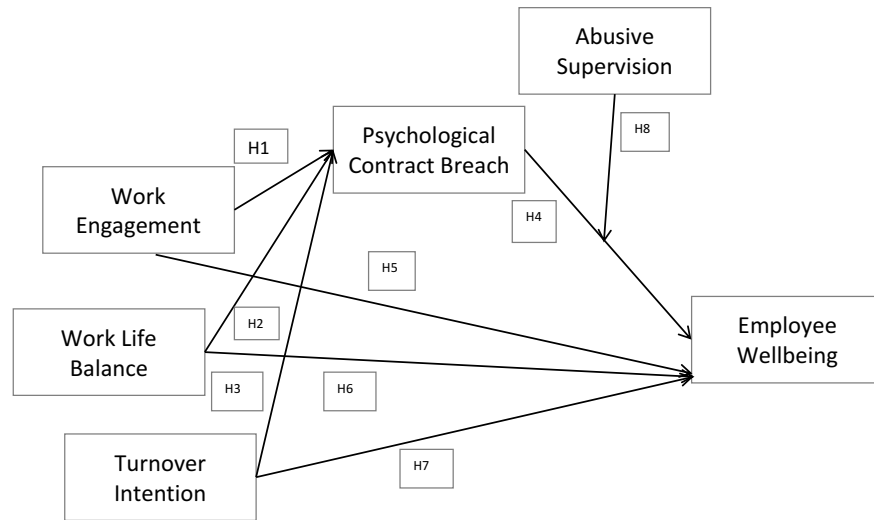 Abusive
Supervision
H8
Psychological
Contract Breach
H1
Work
Engagement
H4
H5
H2
Employee
Wellbeing
Work Life
Balance
H3
H6
Turnover
Intention
H7